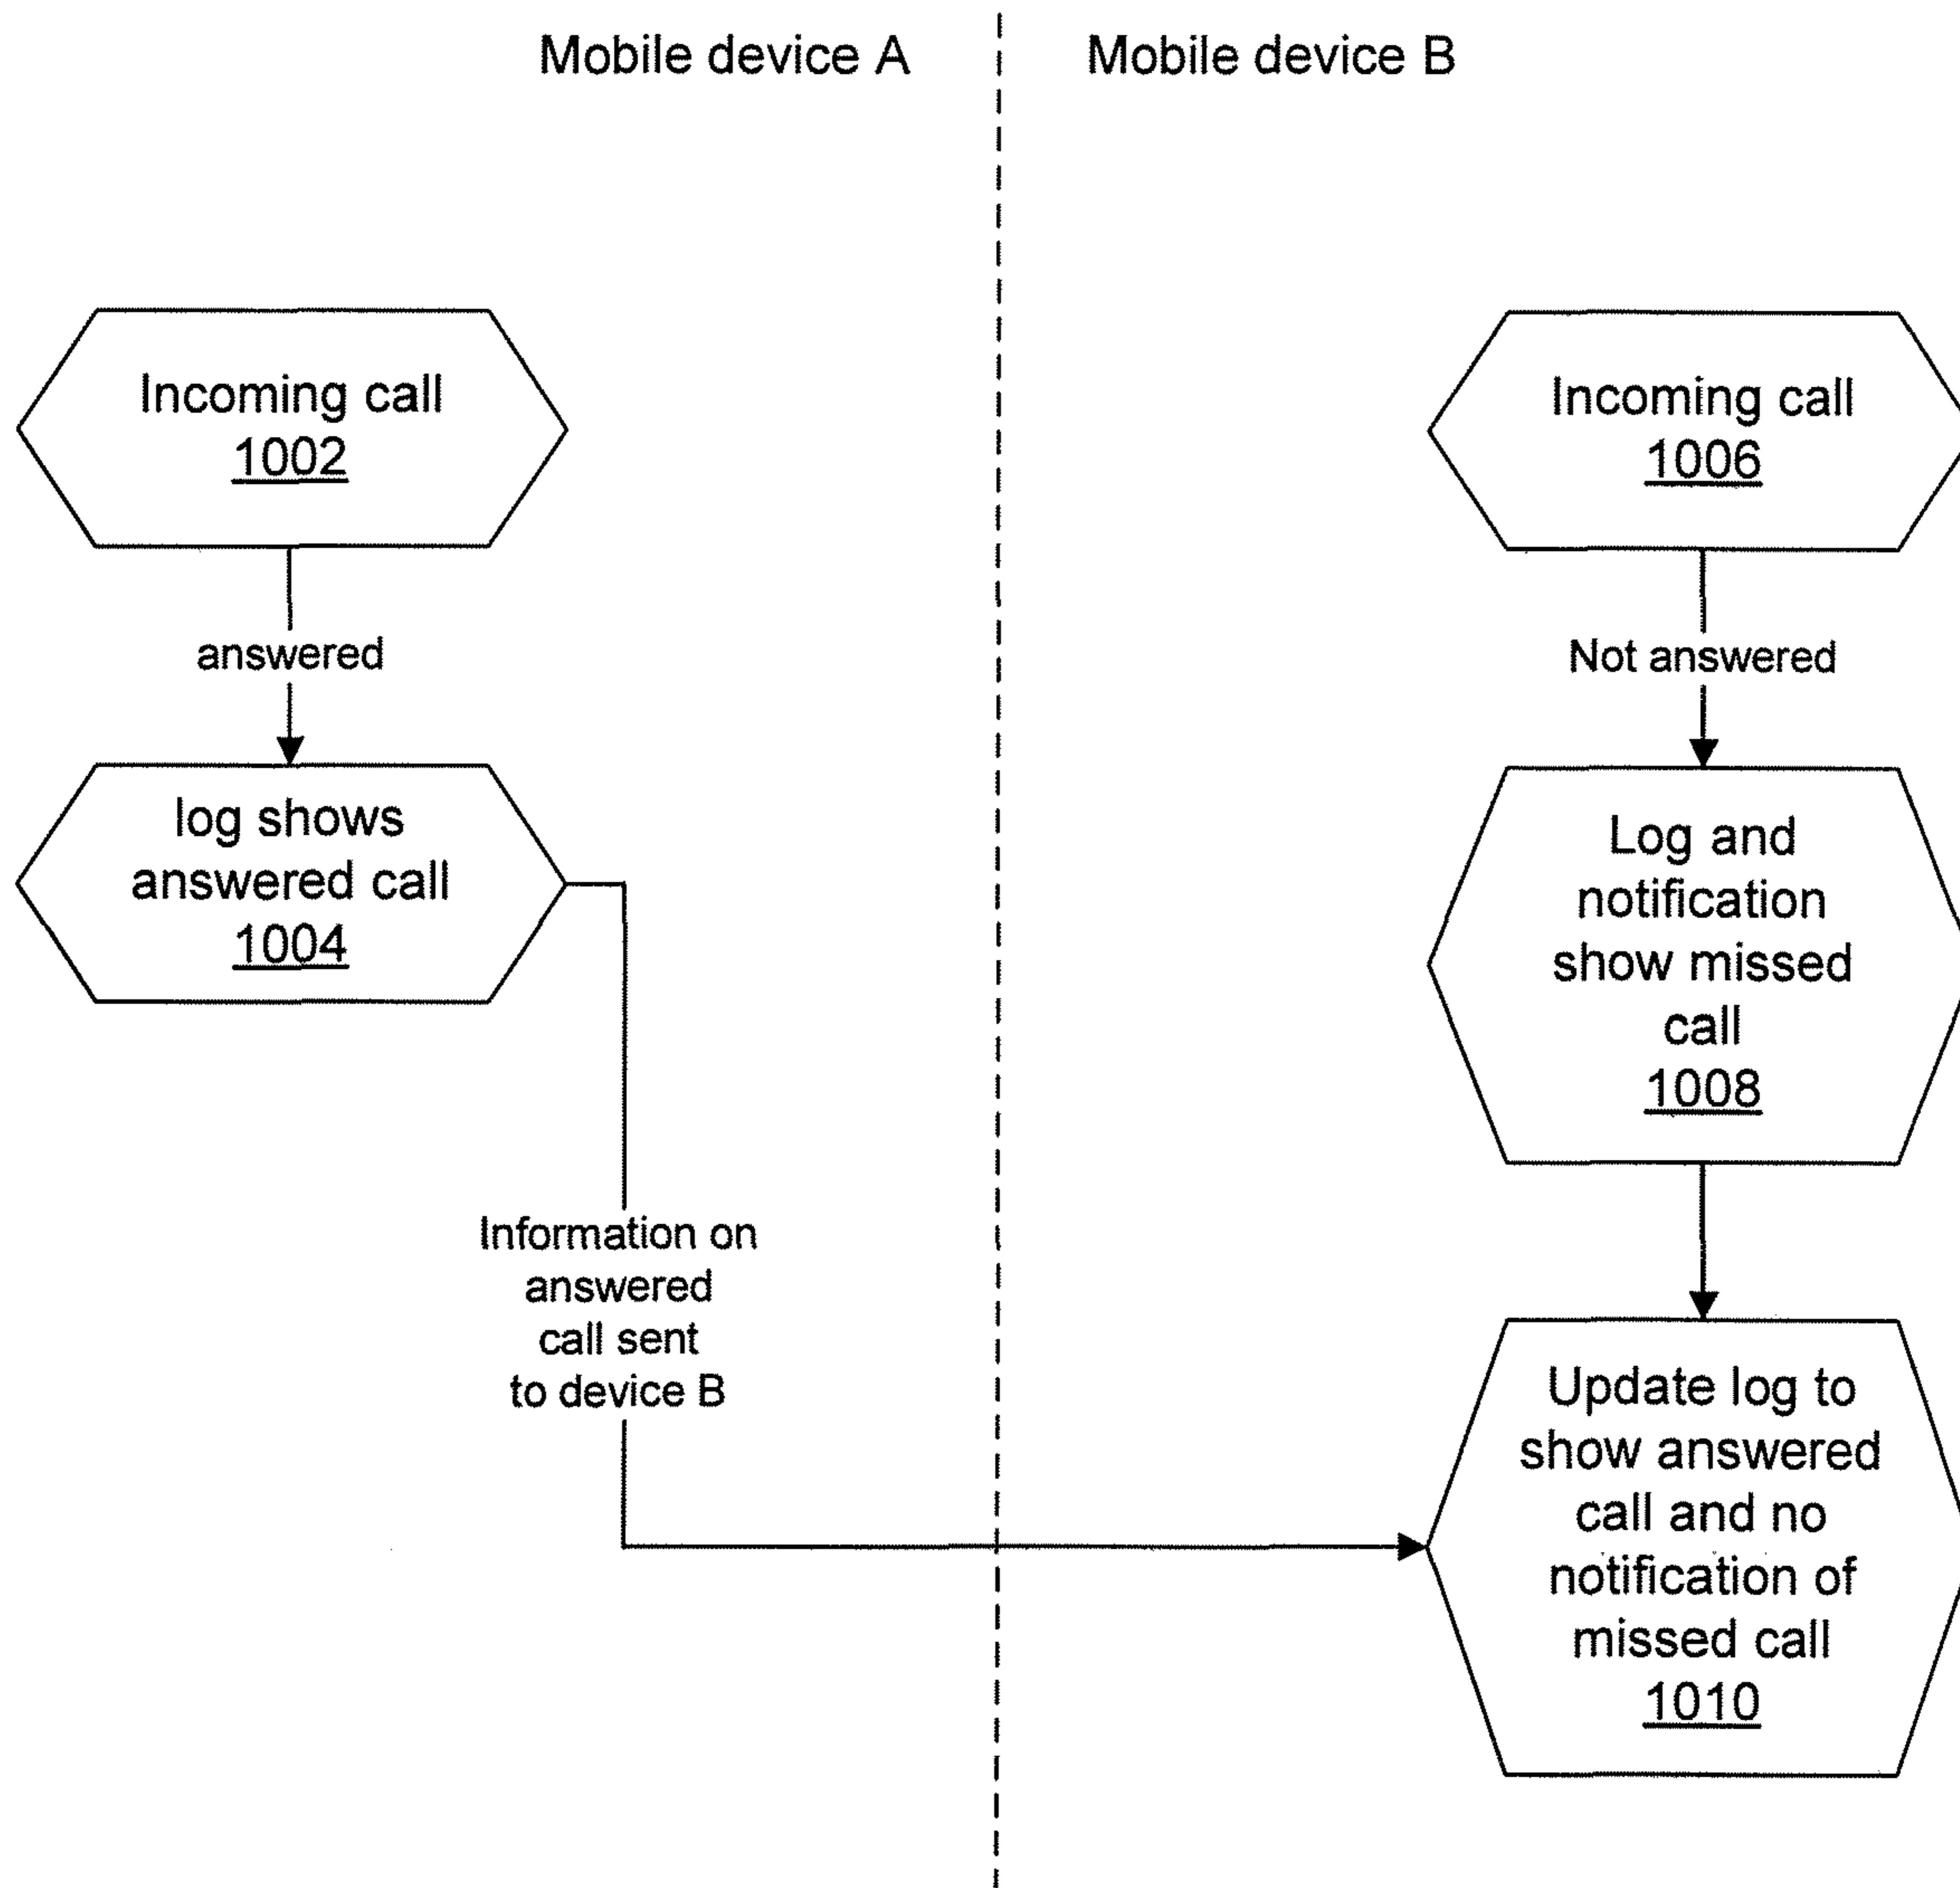 Mobile device A
Mobile device B
Incoming call
1002
answered
log shows
answered call
1004
Information on
answered
call sent
to device B
Incoming call
1006
Not answered
Log and
notification
show missed
call
1008
Update log to
show answered
call and no
notification of
missed call
1010